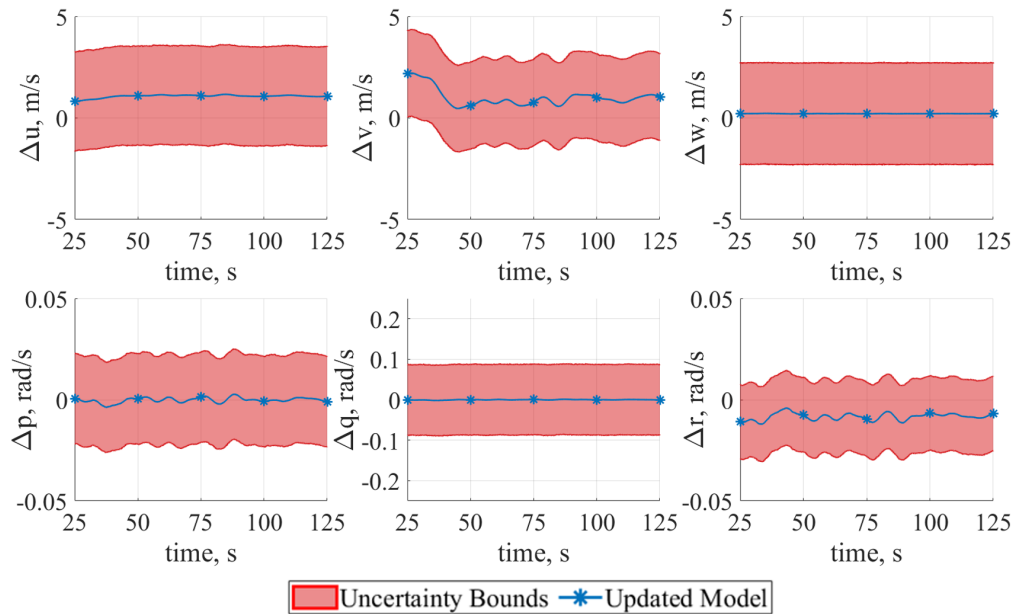 5
0
-5
Δu, m/s
25 50 75 100 125
time, s
5
0
-5
Δv, m/s
25 50 75 100 125
time, s
5
0
-5
Δw, m/s
25 50 75 100 125
time, s
0.05
0
-0.05
Δp, rad/s
25 50 75 100 125
time, s
0.2
0.1
0
-0.1
-0.2
Δq, rad/s
25 50 75 100 125
time, s
0.05
0
-0.05
Δr, rad/s
25 50 75 100 125
time, s
Uncertainty Bounds Updated Model